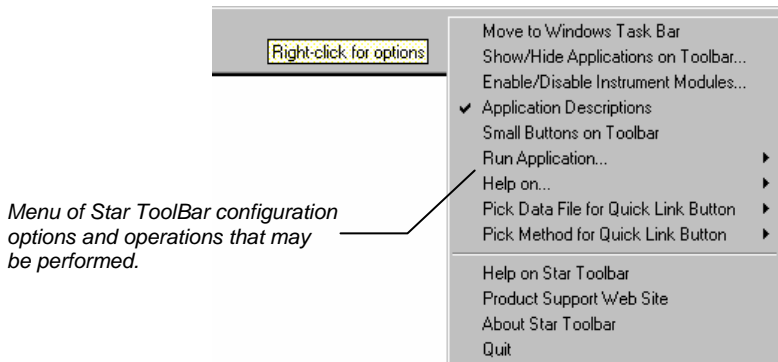 Right-click for options
Move to Windows Task Bar
Show/Hide Applications on Toolbar...
Enable/Disable Instrument Modules...
Application Descriptions
Small Buttons on Toolbar
Run Application...
Help on...
Pick Data File for Quick Link Button
Pick Method for Quick Link Button
Help on Star Toolbar
Product Support Web Site
About Star Toolbar
Quit
Menu of Star ToolBar configuration
options and operations that may
be performed.